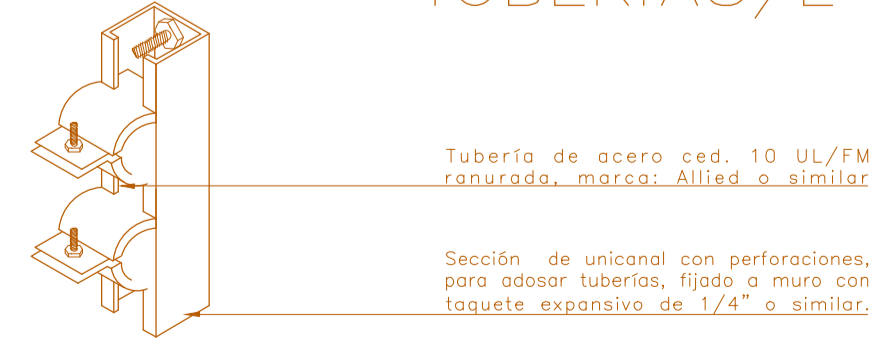 TUBERIAS/ E
Tubería de acero ced. 10 UL/FM
ranurada, marca: Allied o similar
Sección de unicanal con perforaciones,
para adosar tuberías, fijado a muro con
taquete expansivo de 1/4" o similar.